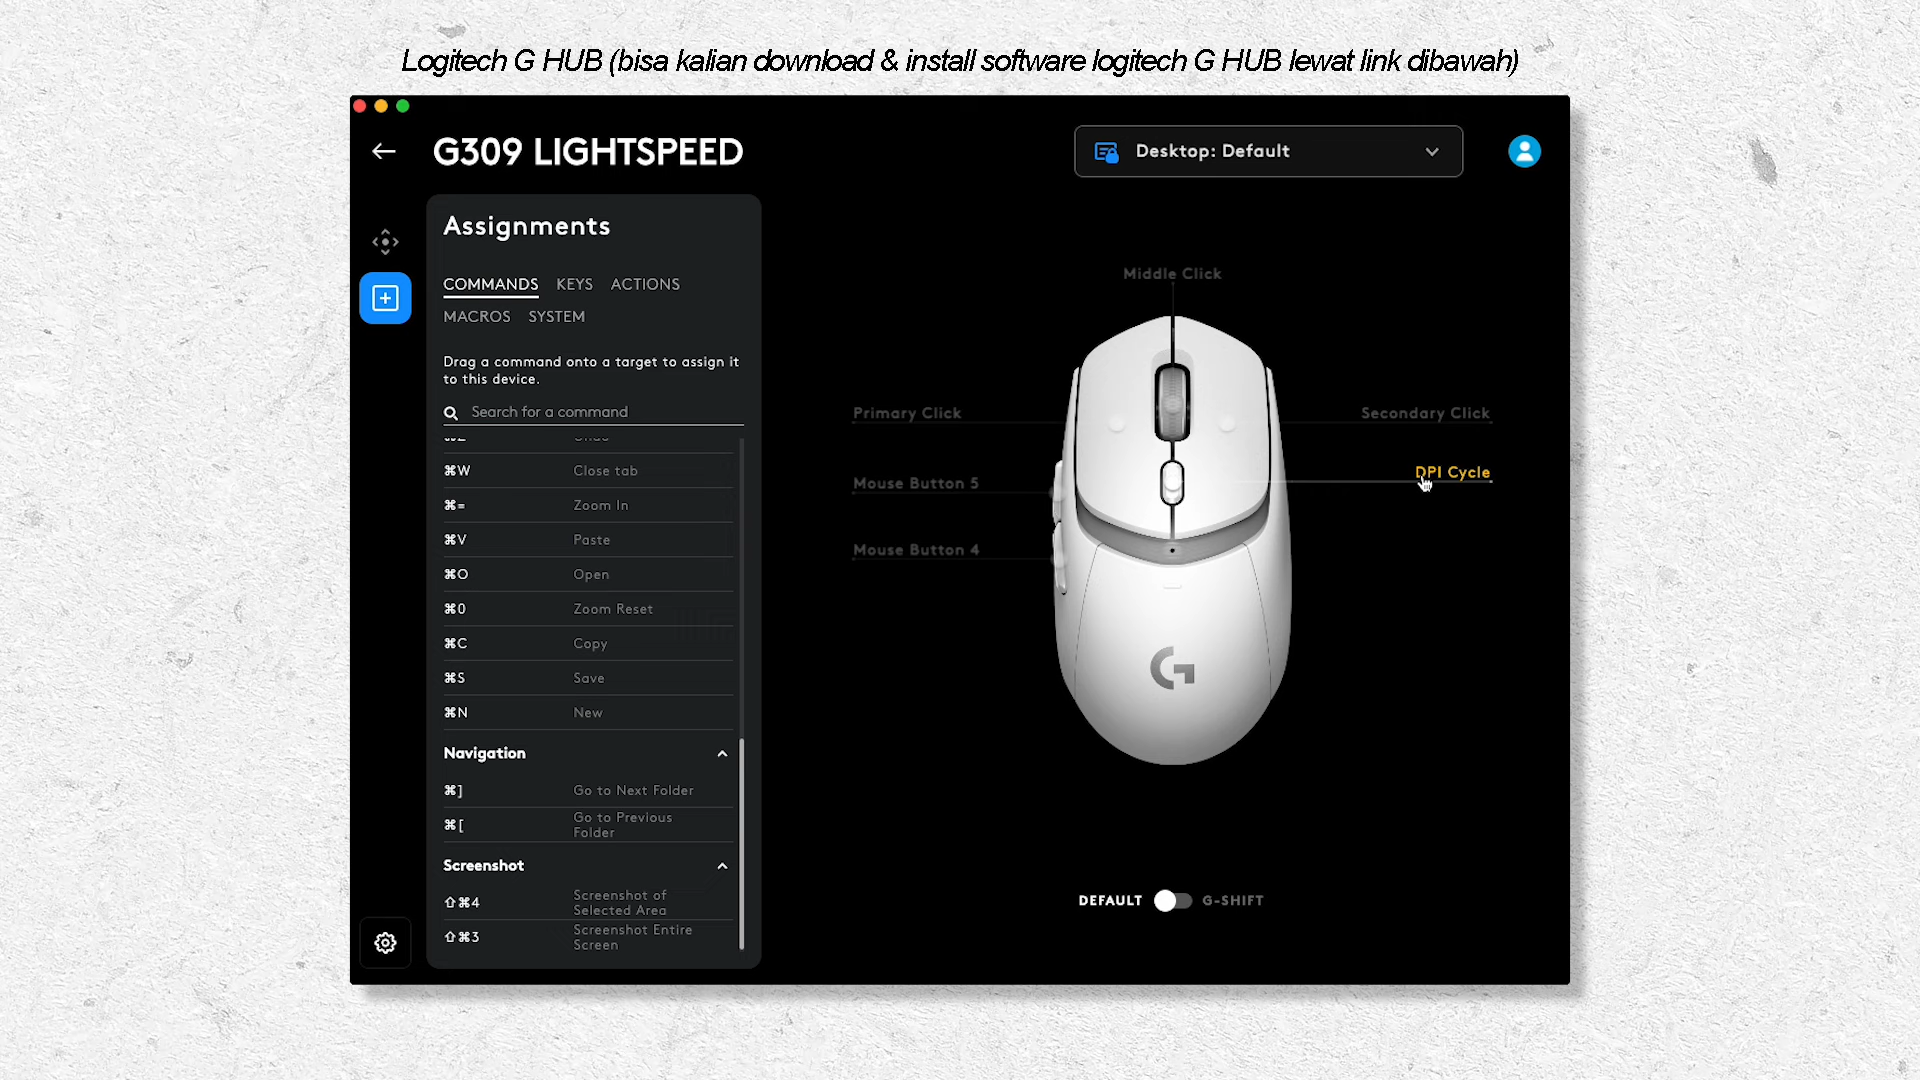 Logitech G HUB (bisa kalian download & install software logitech G HUB lewat link dibawah)
G309 LIGHTSPEED
Desktop: Default
Assignments
COMMANDS KEYS ACTIONS
MACROS SYSTEM
Drag a command onto a target to assign it
to this device.
Search for a command
⌘W Close tab
⌘= Zoom In
⌘V Paste
⌘O Open
⌘0 Zoom Reset
⌘C Copy
⌘S Save
⌘N New
Navigation
⌘] Go to Next Folder
⌘[ Go to Previous
Folder
Screenshot
⇧⌘4 Screenshot of
Selected Area
⇧⌘3 Screenshot Entire
Screen
Middle Click
Primary Click
Secondary Click
DPI Cycle
Mouse Button 5
Mouse Button 4
G
DEFAULT G-SHIFT